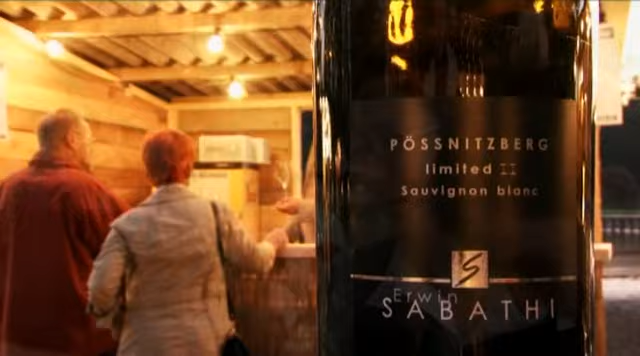 PÖSSNITZBERG
limited II
Sauvignon blanc
S
Erwin
SABATHI